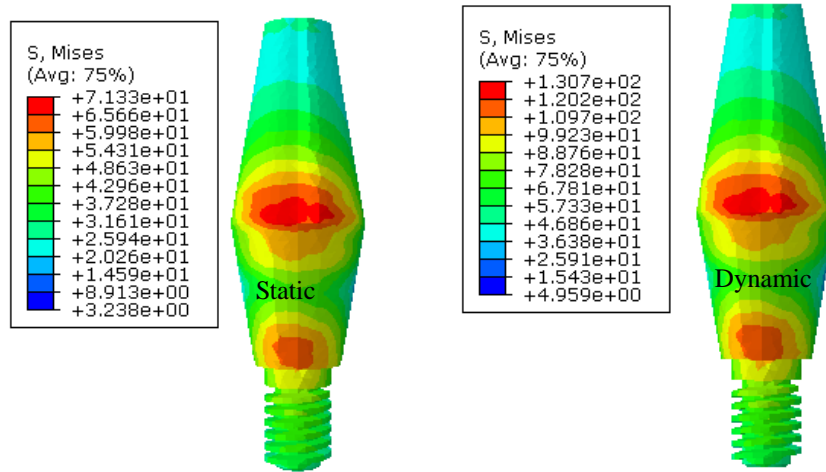 S, Mises
(Avg: 75%)
+7.133e+01
+6.566e+01
+5.998e+01
+5.431e+01
+4.863e+01
+4.296e+01
+3.728e+01
+3.161e+01
+2.594e+01
+2.026e+01
+1.459e+01
+8.913e+00
+3.238e+00
Static
S, Mises
(Avg: 75%)
+1.307e+02
+1.202e+02
+1.097e+02
+9.923e+01
+8.876e+01
+7.828e+01
+6.781e+01
+5.733e+01
+4.686e+01
+3.638e+01
+2.591e+01
+1.543e+01
+4.959e+00
Dynamic